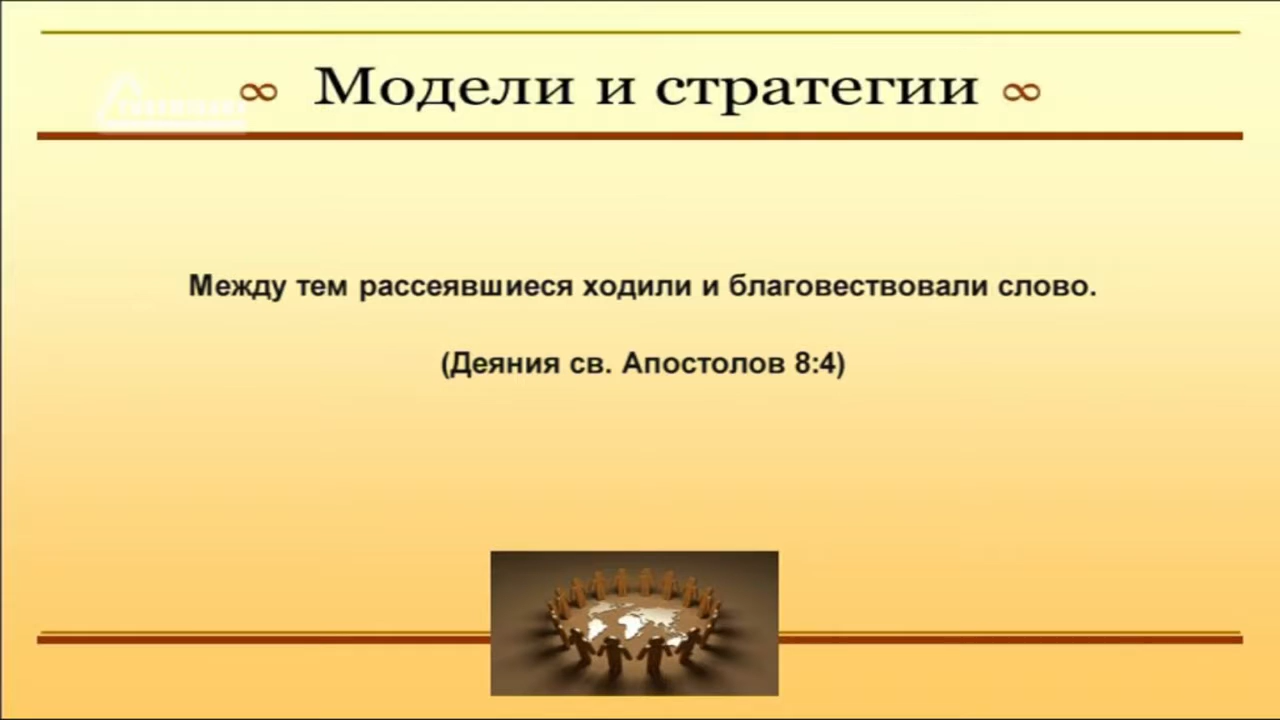 ∞ Модели и стратегии ∞
Между тем рассеявшиеся ходили и благовествовали слово.
(Деяния св. Апостолов 8:4)